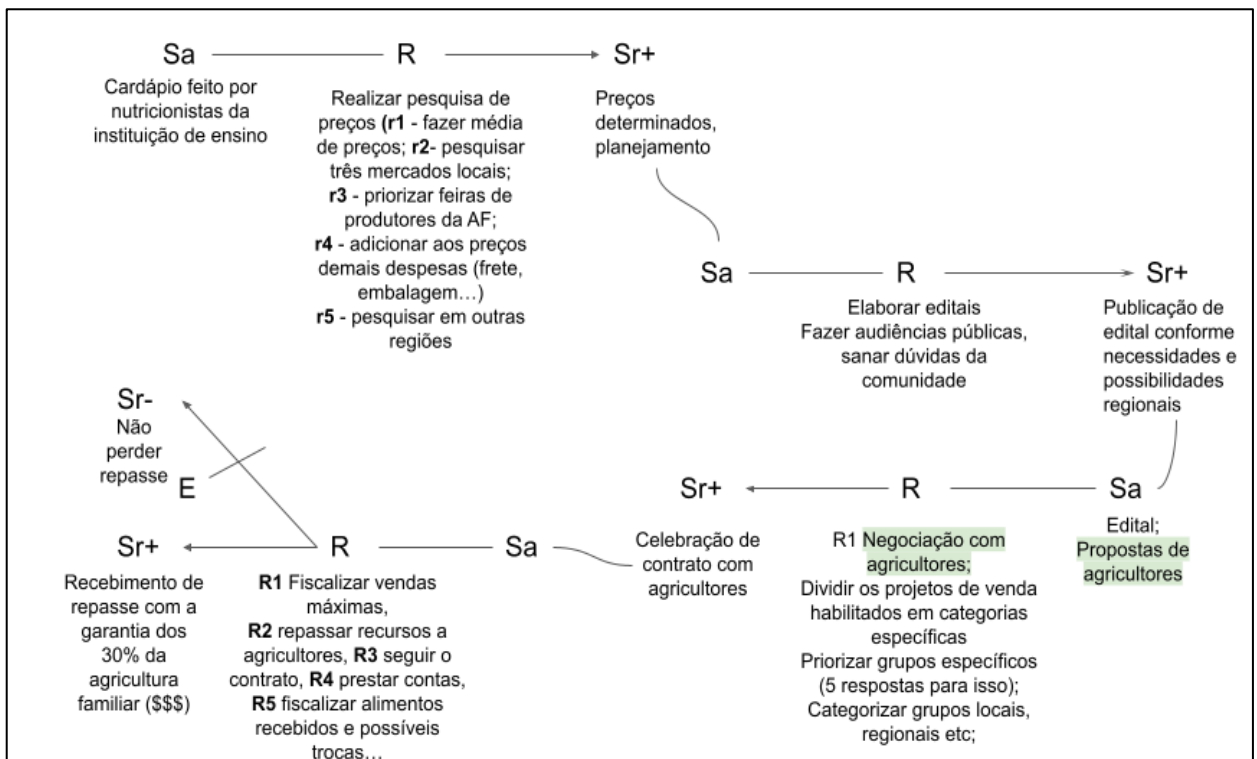 Sa
R
Sr+
Cardápio feito por
nutricionistas da
instituição de ensino
Realizar pesquisa de
preços (r1 - fazer média
de preços; r2- pesquisar
três mercados locais;
r3 - priorizar feiras de
produtores da AF;
r4 - adicionar aos preços
demais despesas (frete,
embalagem…)
r5 - pesquisar em outras
regiões
Preços
determinados,
planejamento
Sa
R
Sr+
Elaborar editais
Fazer audiências públicas,
sanar dúvidas da
comunidade
Publicação de
edital conforme
necessidades e
possibilidades
regionais
Sa
Edital;
Propostas de
agricultores
R
R1 Negociação com
agricultores;
Dividir os projetos de venda
habilitados em categorias
específicas
Priorizar grupos específicos
(5 respostas para isso);
Categorizar grupos locais,
regionais etc;
Sr+
Celebração de
contrato com
agricultores
Sa
R
R1 Fiscalizar vendas
máximas,
R2 repassar recursos a
agricultores, R3 seguir o
contrato, R4 prestar contas,
R5 fiscalizar alimentos
recebidos e possíveis
trocas…
Sr-
Não
perder
repasse
E
Sr+
Recebimento de
repasse com a
garantia dos
30% da
agricultura
familiar ($$$)